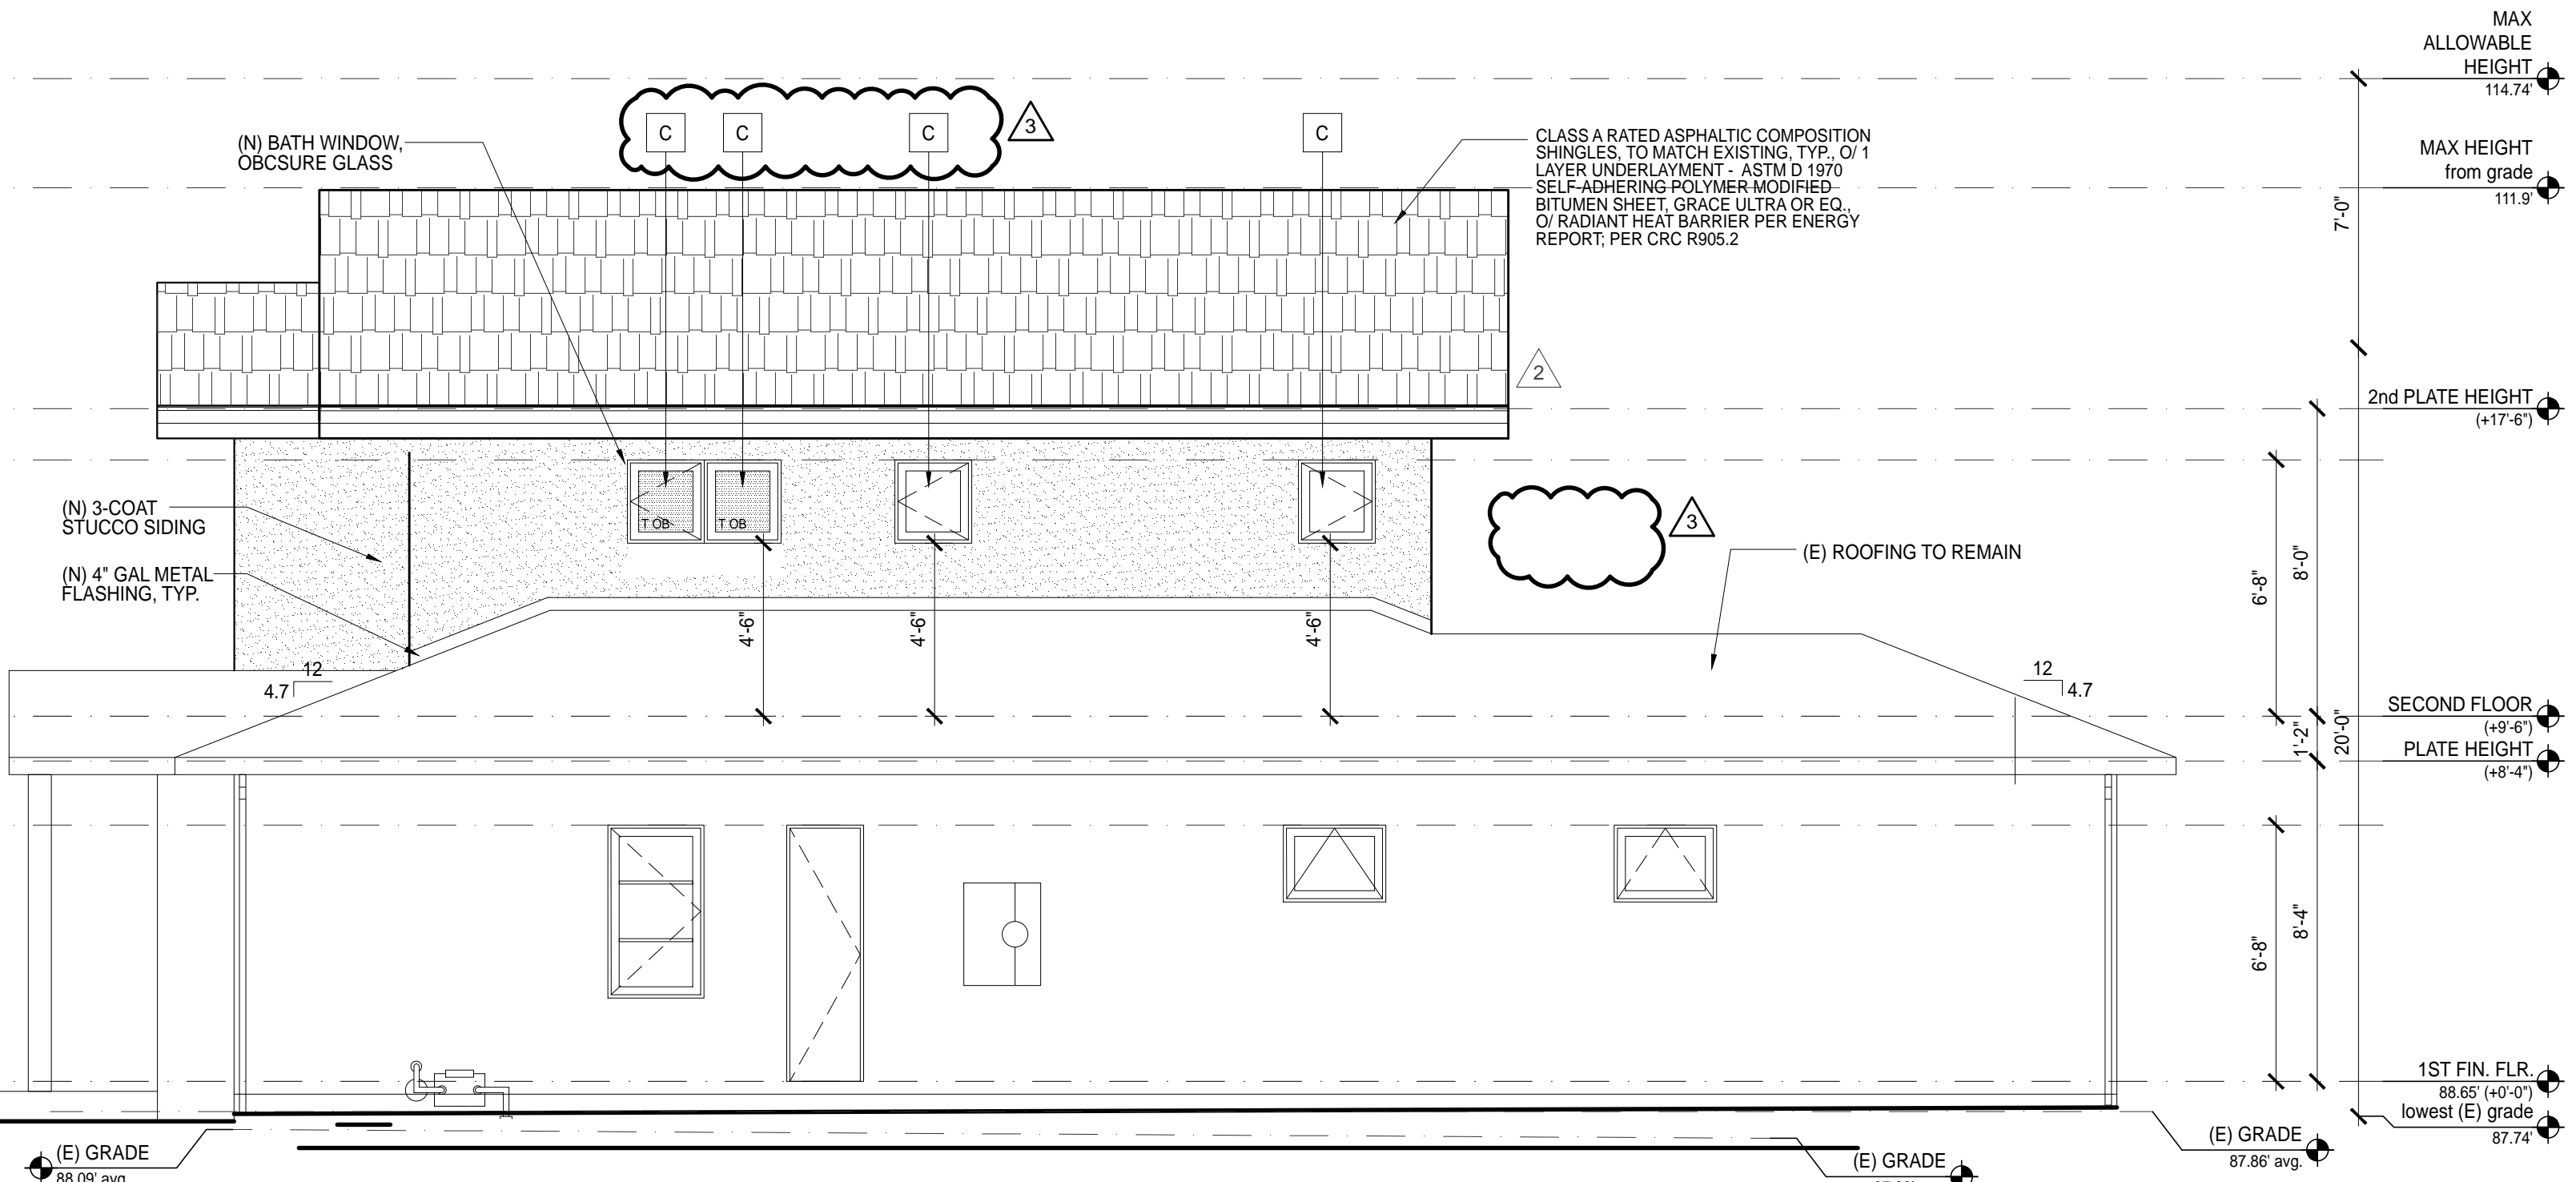 MAX
ALLOWABLE
HEIGHT
114.74'
C
C
C
3
C
(N) BATH WINDOW,
OBCSURE GLASS
CLASS A RATED ASPHALTIC COMPOSITION
SHINGLES, TO MATCH EXISTING, TYP., O/ 1
LAYER UNDERLAYMENT - ASTM D 1970
SELF-ADHERING POLYMER MODIFIED
BITUMEN SHEET, GRACE ULTRA OR EQ.,
O/ RADIANT HEAT BARRIER PER ENERGY
REPORT; PER CRC R905.2
MAX HEIGHT
from grade
111.9'
7'-0"
2
2nd PLATE HEIGHT
(+17'-6")
(N) 3-COAT
STUCCO SIDING
T OB
T OB
3
(E) ROOFING TO REMAIN
(N) 4" GAL METAL
FLASHING, TYP.
6'-8"
8'-0"
4'-6"
4'-6"
4'-6"
12
4.7
12
4.7
SECOND FLOOR
(+9'-6")
1'-2"
20'-0"
PLATE HEIGHT
(+8'-4")
6'-8"
8'-4"
1ST FIN. FLR.
88.65' (+0'-0")
lowest (E) grade
87.74'
(E) GRADE
88.09' avg.
(E) GRADE
(E) GRADE
87.86' avg.